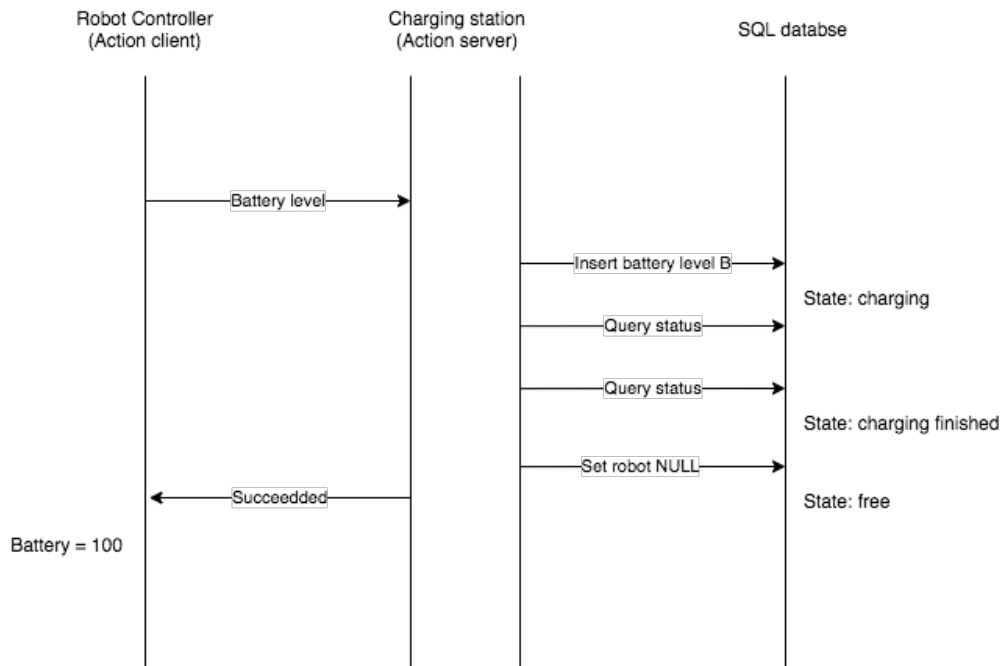 Robot Controller
(Action client)
Charging station
(Action server)
SQL databse
Battery level
Insert battery level B
State: charging
Query status
Query status
State: charging finished
Set robot NULL
Succeedded
State: free
Battery = 100